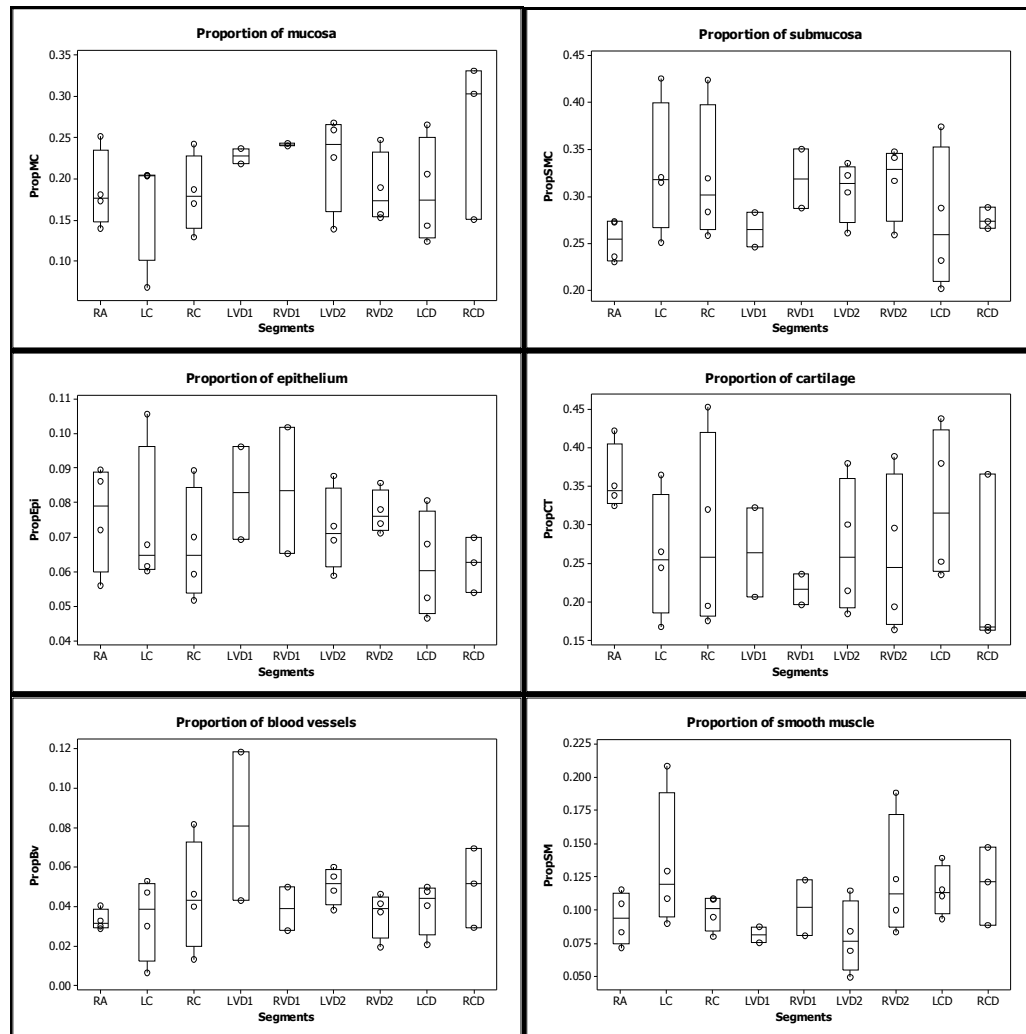 Proportion of mucosa
PropMC
0.35
0.30
0.25
0.20
0.15
0.10
RA LC RC LVD1 RVD1 LVD2 RVD2 LCD RCD
Segments
Proportion of submucosa
PropSMC
0.45
0.40
0.35
0.30
0.25
0.20
RA LC RC LVD1 RVD1 LVD2 RVD2 LCD RCD
Segments
Proportion of epithelium
PropEpi
0.11
0.10
0.09
0.08
0.07
0.06
0.05
0.04
RA LC RC LVD1 RVD1 LVD2 RVD2 LCD RCD
Segments
Proportion of cartilage
PropCT
0.45
0.40
0.35
0.30
0.25
0.20
0.15
RA LC RC LVD1 RVD1 LVD2 RVD2 LCD RCD
Segments
Proportion of blood vessels
PropBv
0.12
0.10
0.08
0.06
0.04
0.02
0.00
RA LC RC LVD1 RVD1 LVD2 RVD2 LCD RCD
Segments
Proportion of smooth muscle
PropSM
0.225
0.200
0.175
0.150
0.125
0.100
0.075
0.050
RA LC RC LVD1 RVD1 LVD2 RVD2 LCD RCD
Segments